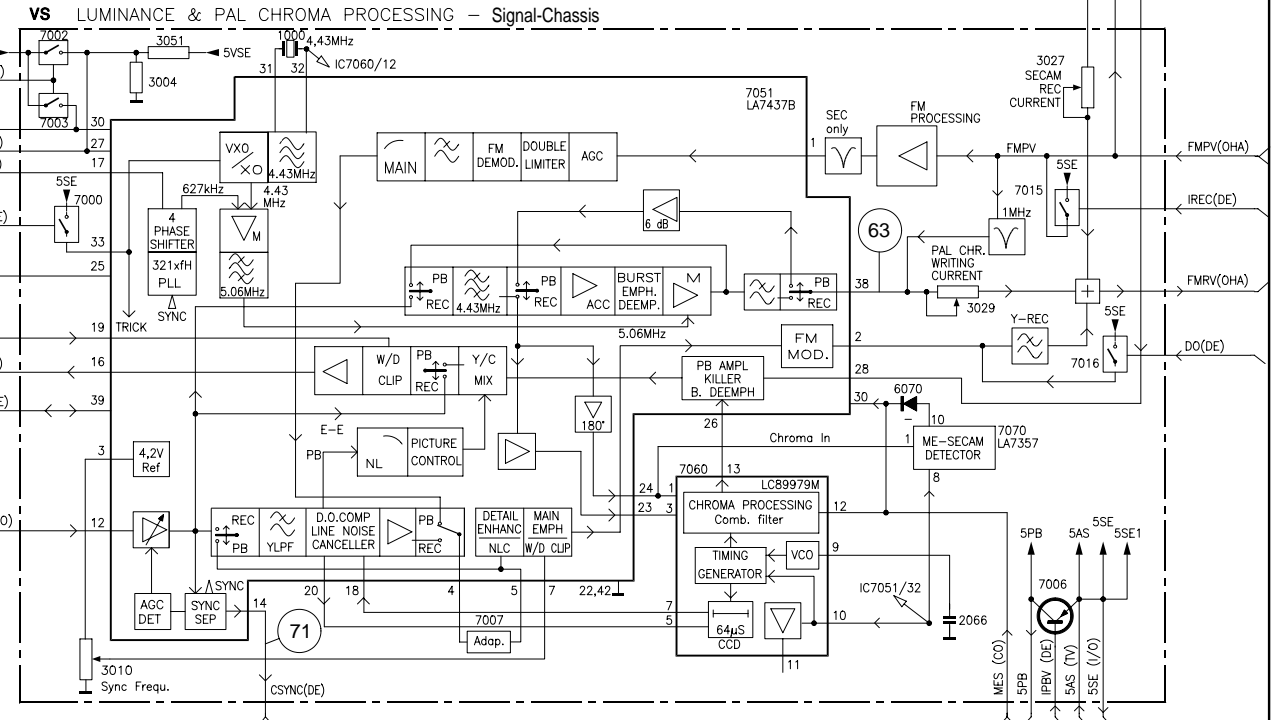 VS LUMINANCE & PAL CHROMA PROCESSING – Signal-Chassis
7002
3051
5VSE
3004
7003
1000
4,43MHz
IC7060/12
31 32
7051
LA7437B
30
27
17
VXO/XO
4.43MHz
627kHz
4.43
MHz
5SE
7000
33
25
4
PHASE
SHIFTER
321xfH
PLL
SYNC
M
5.06MHz
TRICK
MAIN
FM
DEMOD.
DOUBLE
LIMITER
AGC
1
SEC
only
FM
PROCESSING
3027
SECAM
REC
CURRENT
FMPV
FMPV(OHA)
5SE
7015
IREC(DE)
1MHz
6 dB
63
PAL CHR.
WRITING
CURRENT
3029
38
FMRV(OHA)
PB
REC
4.43MHz
PB
REC
ACC
BURST
EMPH.
DEEMP.
M
PB
REC
5.06MHz
19
16
39
W/D
CLIP
PB
REC
Y/C
MIX
PB AMPL
KILLER
B. DEEMPH
FM
MOD.
2
28
30
Y-REC
5SE
7016
DO(DE)
6070
10
E-E
180°
26
Chroma In
1
ME-SECAM
DETECTOR
7070
LA7357
8
3
4,2V
Ref
PB
NL
PICTURE
CONTROL
7060 13
LC89979M
24 1
23 3
CHROMA PROCESSING
Comb. filter
12
12
REC
PB
YLPF
D.O.COMP
LINE NOISE
CANCELLER
PB
REC
DETAIL
ENHANC
NLC
MAIN
EMPH
W/D CLIP
TIMING
GENERATOR
VCO
9
5PB
5AS
5SE
5SE1
7006
SYNC
AGC
DET
SYNC
SEP
14
20 18 4 5 7 22,42
7
5
64µS
CCD
10
11
IC7051/32
2066
71
7007
Adap.
3010
Sync Frequ.
CSYNC(DE)
MES (CO)
5PB
IPBV (DE)
5AS (TV)
5SE (I/O)